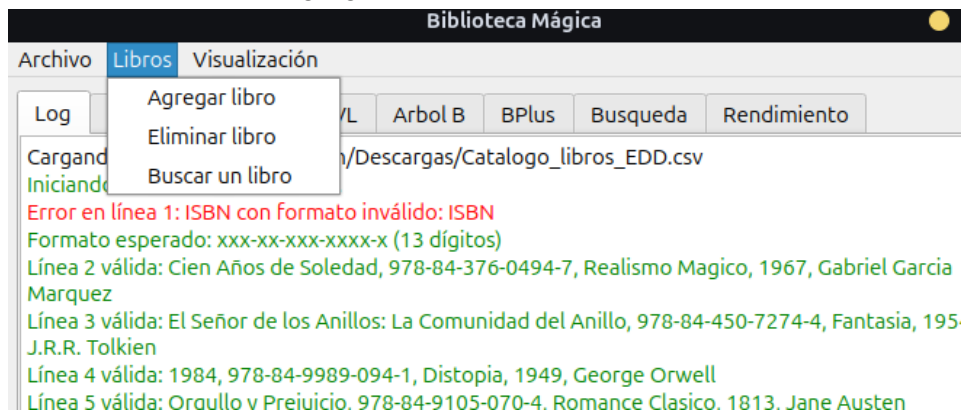 Biblioteca Mágica
Archivo Libros Visualización
Agregar libro
Eliminar libro
Buscar un libro
Log VL Arbol B BPlus Busqueda Rendimiento
Cargand /Descargas/Catalogo_libros_EDD.csv
Iniciando
Error en línea 1: ISBN con formato inválido: ISBN
Formato esperado: xxx-xx-xxx-xxxx-x (13 dígitos)
Línea 2 válida: Cien Años de Soledad, 978-84-376-0494-7, Realismo Magico, 1967, Gabriel Garcia
Marquez
Línea 3 válida: El Señor de los Anillos: La Comunidad del Anillo, 978-84-450-7274-4, Fantasia, 195
J.R.R. Tolkien
Línea 4 válida: 1984, 978-84-9989-094-1, Distopia, 1949, George Orwell
Línea 5 válida: Orgullo y Prejuicio, 978-84-9105-070-4, Romance Clasico, 1813, Jane Austen